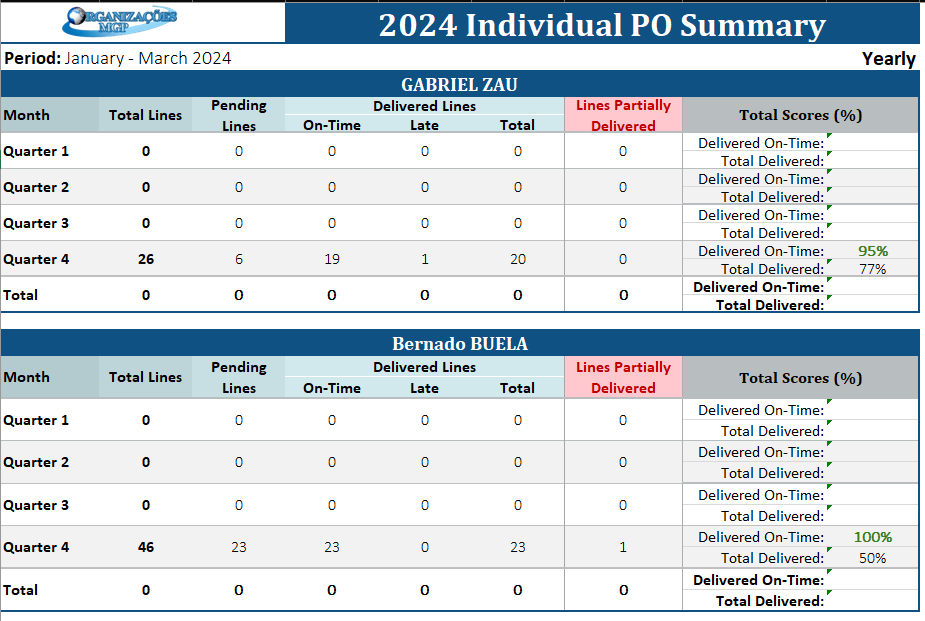 ORGANIZAÇÕES
MGP
2024 Individual PO Summary
Period: January - March 2024 Yearly
GABRIEL ZAU
Month Total Lines Pending Lines Delivered Lines Lines Partially Delivered Total Scores (%)
On-Time Late Total
Quarter 1 0 0 0 0 0 0 Delivered On-Time:
Total Delivered:
Quarter 2 0 0 0 0 0 0 Delivered On-Time:
Total Delivered:
Quarter 3 0 0 0 0 0 0 Delivered On-Time:
Total Delivered:
Quarter 4 26 6 19 1 20 0 Delivered On-Time: 95%
Total Delivered: 77%
Total 0 0 0 0 0 0 Delivered On-Time:
Total Delivered:
Bernado BUELA
Month Total Lines Pending Lines Delivered Lines Lines Partially Delivered Total Scores (%)
On-Time Late Total
Quarter 1 0 0 0 0 0 0 Delivered On-Time:
Total Delivered:
Quarter 2 0 0 0 0 0 0 Delivered On-Time:
Total Delivered:
Quarter 3 0 0 0 0 0 0 Delivered On-Time:
Total Delivered:
Quarter 4 46 23 23 0 23 1 Delivered On-Time: 100%
Total Delivered: 50%
Total 0 0 0 0 0 0 Delivered On-Time:
Total Delivered: